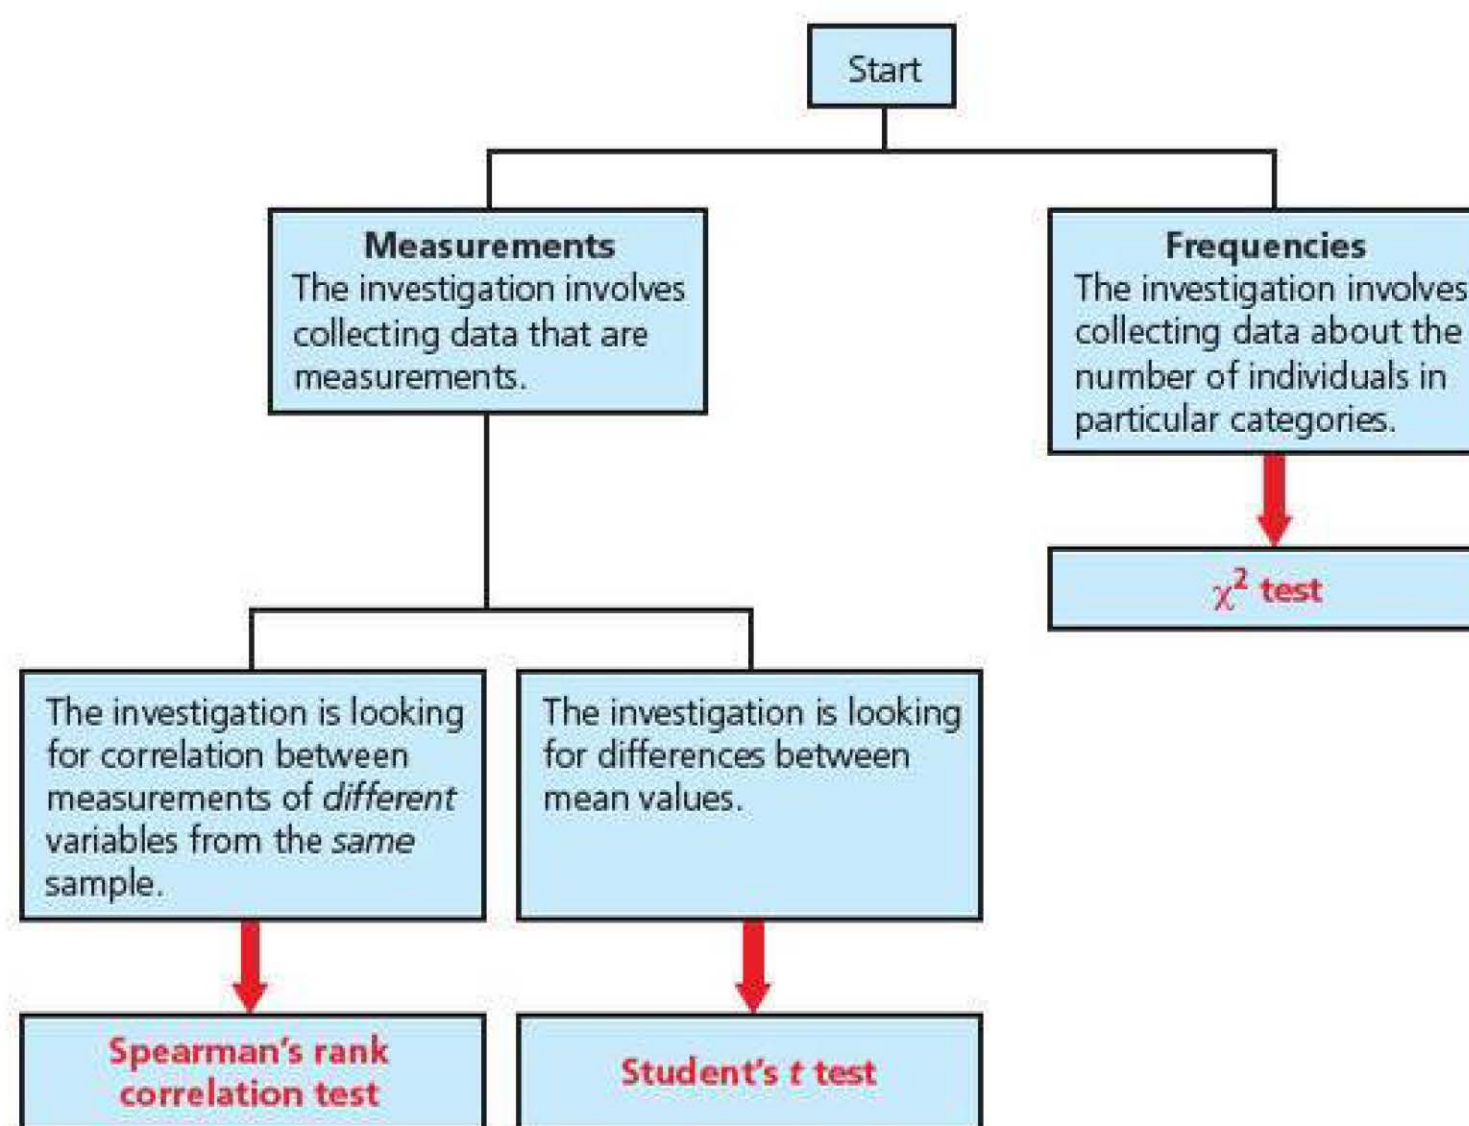 Start
Measurements
The investigation involves
collecting data that are
measurements.
Frequencies
The investigation involves
collecting data about the
number of individuals in
particular categories.
χ² test
The investigation is looking
for correlation between
measurements of different
variables from the same
sample.
The investigation is looking
for differences between
mean values.
Spearman's rank
correlation test
Student's t test